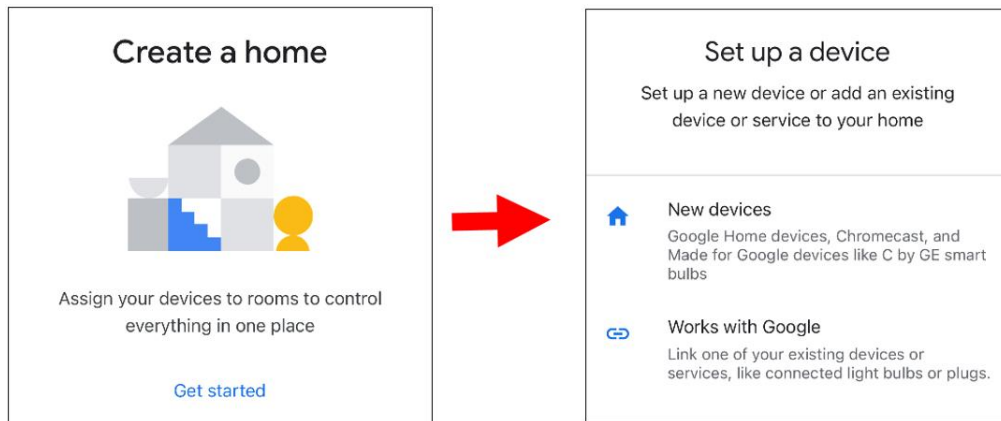 Create a home
Assign your devices to rooms to control
everything in one place
Get started
Set up a device
Set up a new device or add an existing
device or service to your home
New devices
Google Home devices, Chromecast, and
Made for Google devices like C by GE smart
bulbs
Works with Google
Link one of your existing devices or
services, like connected light bulbs or plugs.